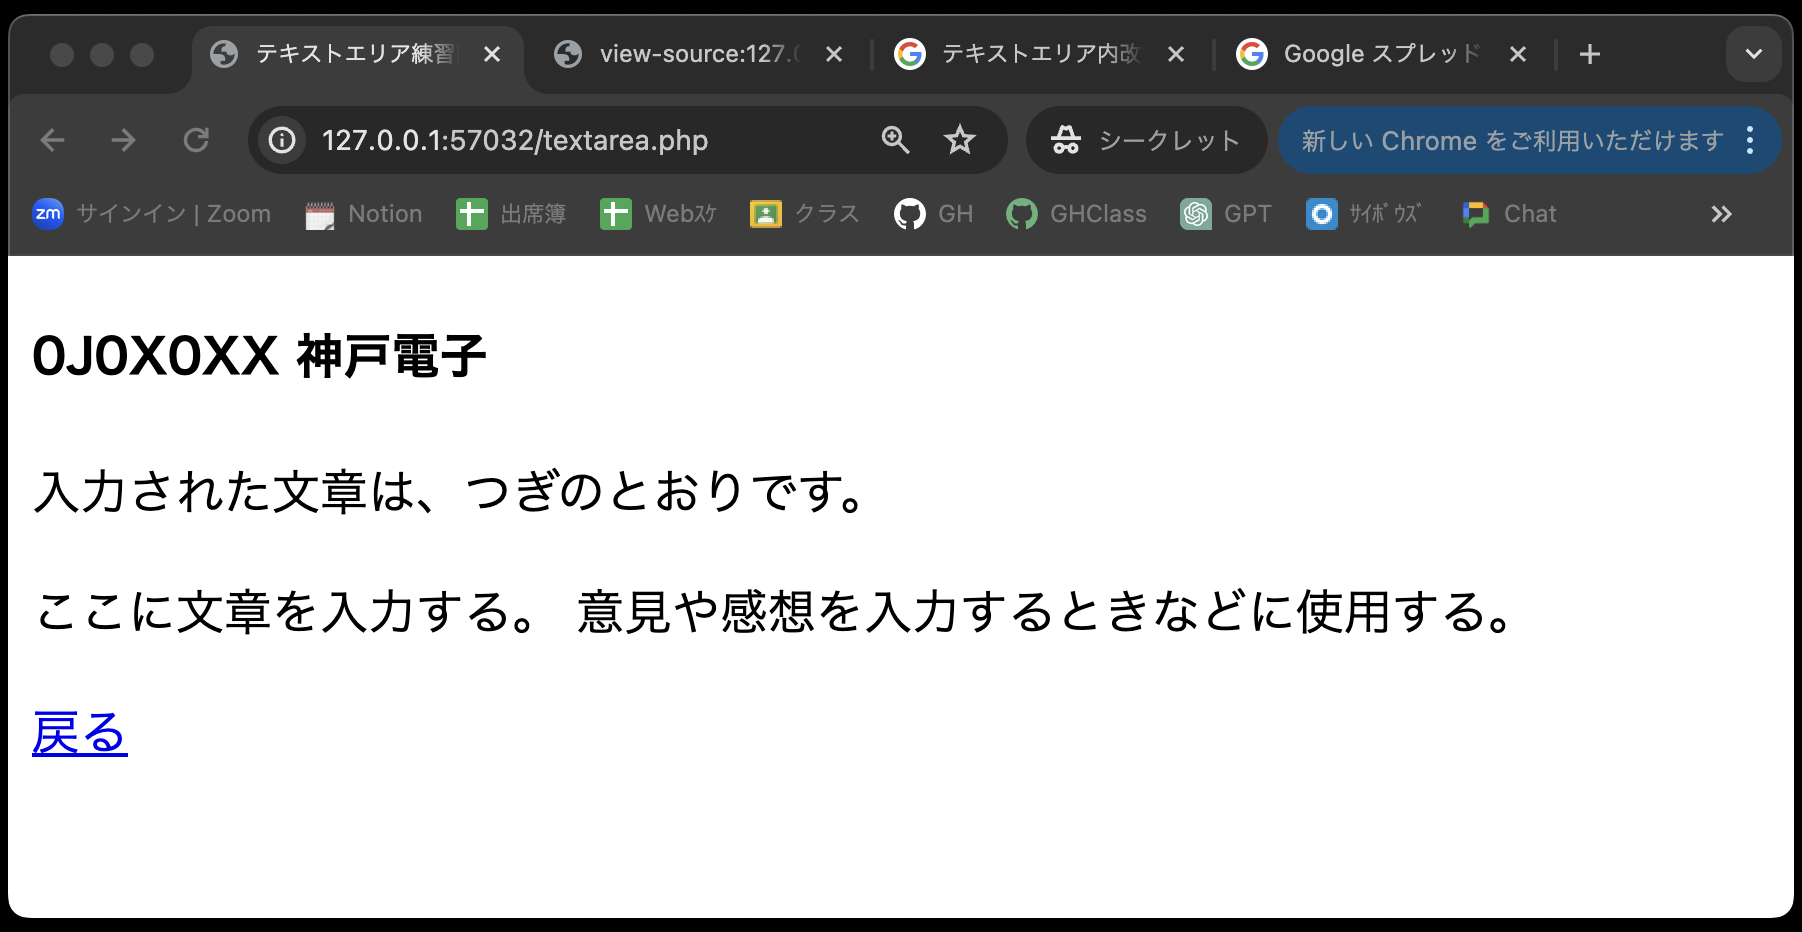 テキストエリア練習
view-source:127.0
テキストエリア内改
Google スプレッド
127.0.0.1:57032/textarea.php
シークレット
新しい Chrome をご利用いただけます
zm サインイン | Zoom
Notion
出席簿
Webｽｹ
クラス
GH
GHClass
GPT
ｻｲﾎﾞｳｽﾞ
Chat
0J0X0XX 神戸電子
入力された文章は、つぎのとおりです。
ここに文章を入力する。 意見や感想を入力するときなどに使用する。
戻る